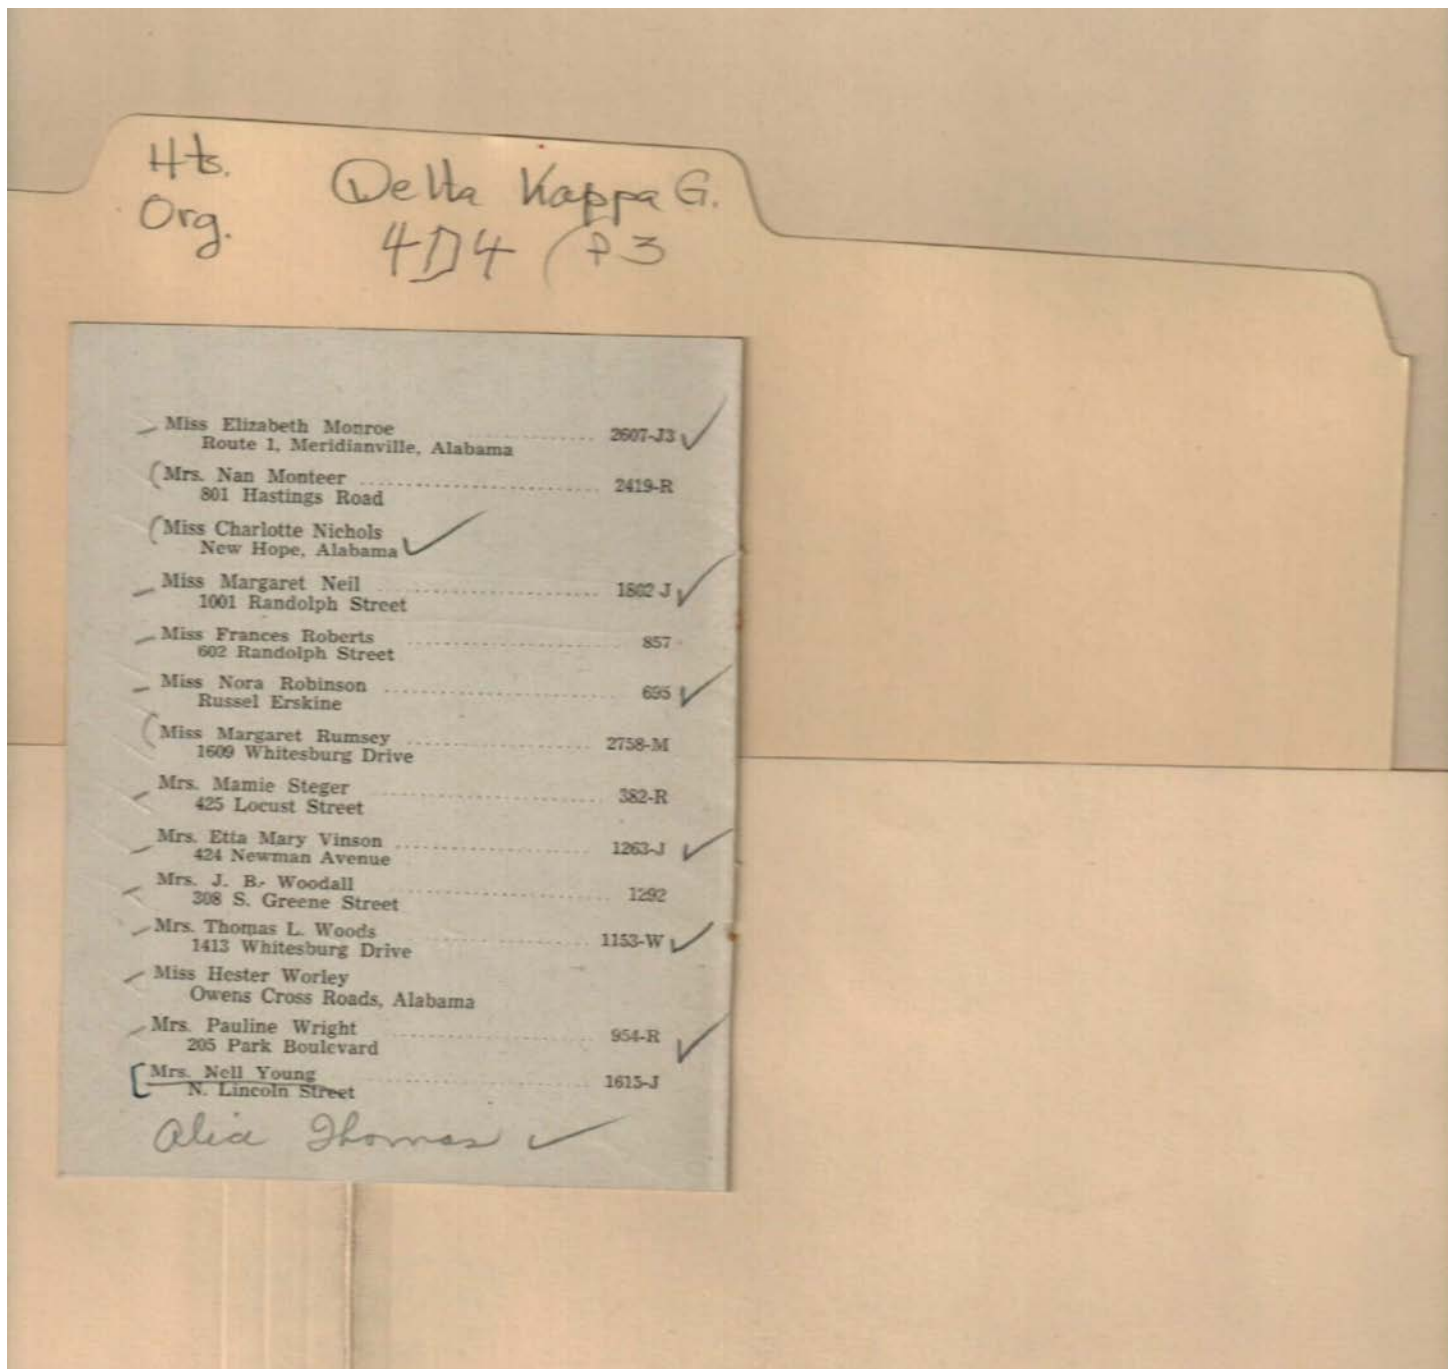 Hts. Delta Kappa G.
Org. 4D4 (P3
Miss Elizabeth Monroe ........ 2607-J3 ✓
Route 1, Meridianville, Alabama
(Mrs. Nan Monteer ........ 2419-R
801 Hastings Road
(Miss Charlotte Nichols
New Hope, Alabama ✓
Miss Margaret Neil ........ 1802 J ✓
1001 Randolph Street
Miss Frances Roberts ........ 857
602 Randolph Street
Miss Nora Robinson ........ 695 ✓
Russel Erskine
(Miss Margaret Rumsey ........ 2758-M
1609 Whitesburg Drive
Mrs. Mamie Steger ........ 382-R
425 Locust Street
Mrs. Etta Mary Vinson ........ 1263-J ✓
424 Newman Avenue
Mrs. J. B. Woodall ........ 1292
308 S. Greene Street
Mrs. Thomas L. Woods ........ 1153-W ✓
1413 Whitesburg Drive
Miss Hester Worley
Owens Cross Roads, Alabama
Mrs. Pauline Wright ........ 954-R ✓
205 Park Boulevard
[Mrs. Nell Young ........ 1615-J
N. Lincoln Street
Thomas ✓